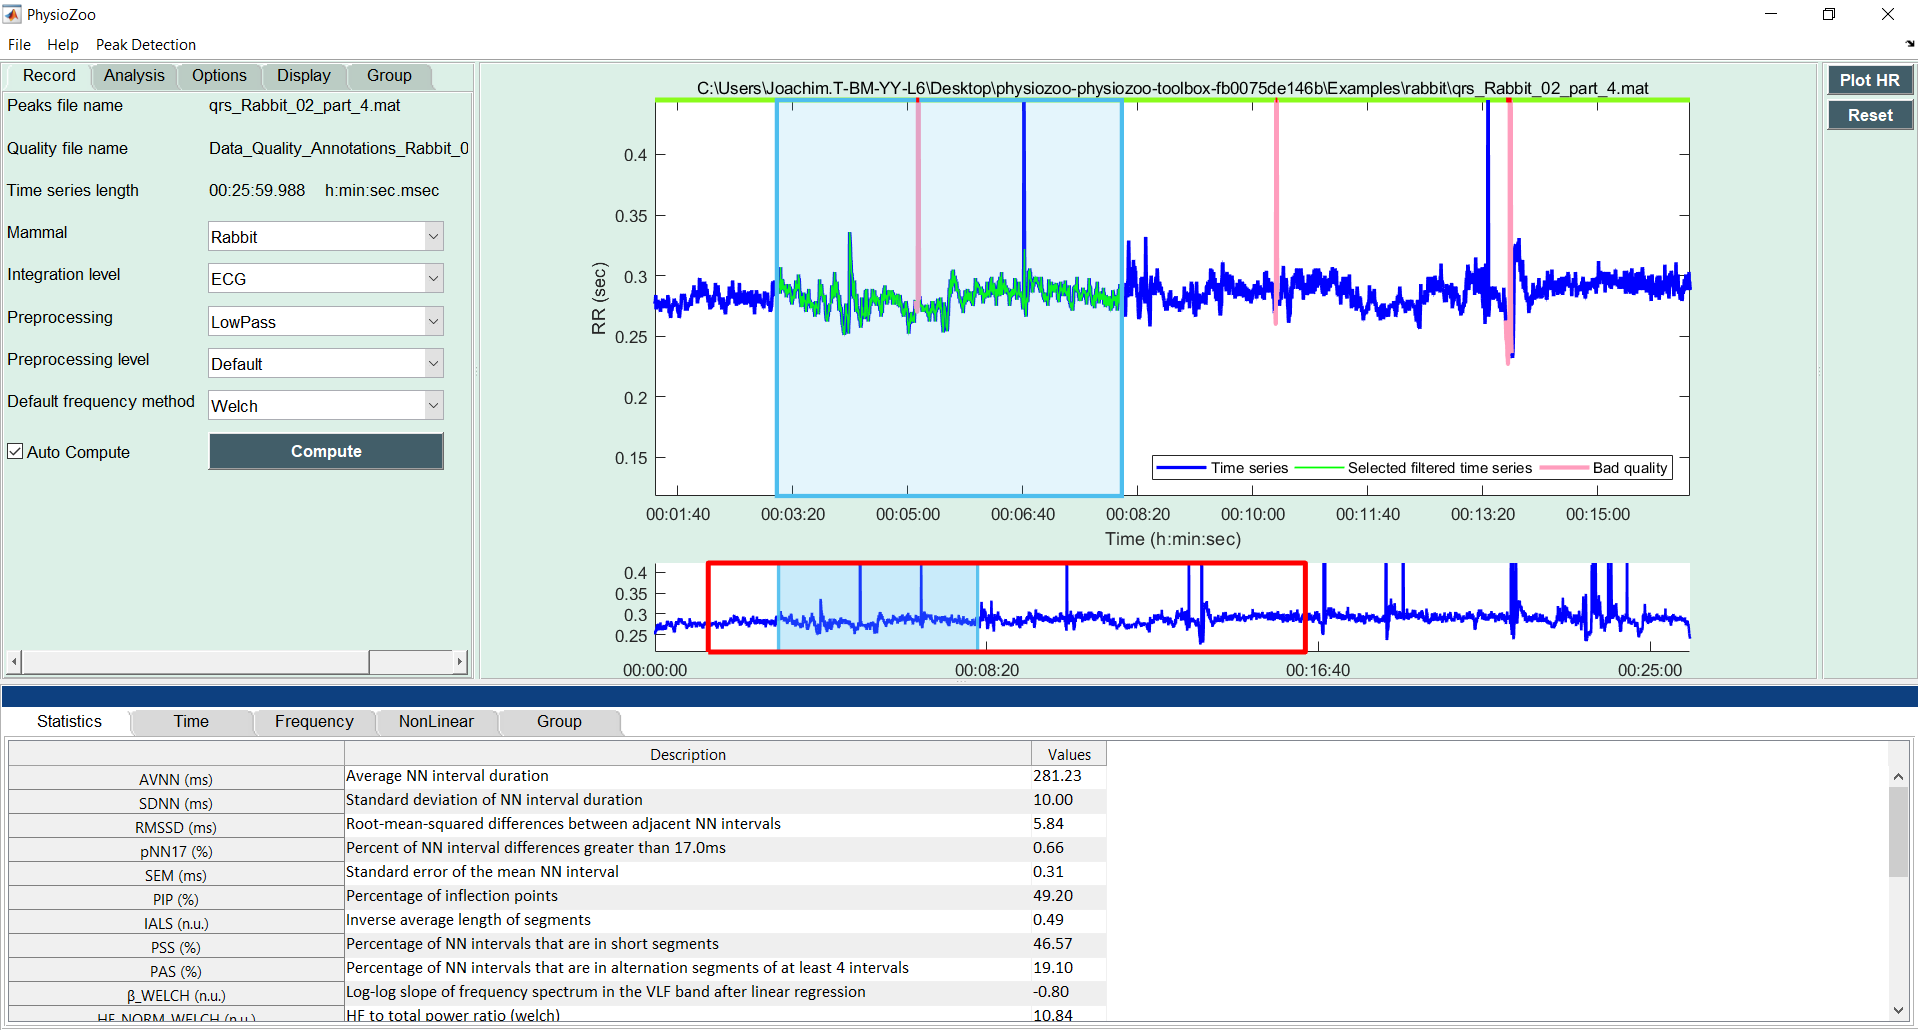 PhysioZoo
File Help Peak Detection
Record Analysis Options Display Group
Peaks file name qrs_Rabbit_02_part_4.mat
Quality file name Data_Quality_Annotations_Rabbit_0
Time series length 00:25:59.988 h:min:sec.msec
Mammal Rabbit
Integration level ECG
Preprocessing LowPass
Preprocessing level Default
Default frequency method Welch
Auto Compute Compute
C:\Users\Joachim.T-BM-YY-L6\Desktop\physiozoo-physiozoo-toolbox-fb0075de146b\Examples\rabbit\qrs_Rabbit_02_part_4.mat
0.4
0.35
0.3
0.25
0.2
0.15
RR (sec)
Time series Selected filtered time series Bad quality
00:01:40 00:03:20 00:05:00 00:06:40 00:08:20 00:10:00 00:11:40 00:13:20 00:15:00
Time (h:min:sec)
0.4
0.35
0.3
0.25
00:00:00 00:08:20 00:16:40 00:25:00
Plot HR
Reset
Statistics Time Frequency NonLinear Group
Description Values
AVNN (ms) Average NN interval duration 281.23
SDNN (ms) Standard deviation of NN interval duration 10.00
RMSSD (ms) Root-mean-squared differences between adjacent NN intervals 5.84
pNN17 (%) Percent of NN interval differences greater than 17.0ms 0.66
SEM (ms) Standard error of the mean NN interval 0.31
PIP (%) Percentage of inflection points 49.20
IALS (n.u.) Inverse average length of segments 0.49
PSS (%) Percentage of NN intervals that are in short segments 46.57
PAS (%) Percentage of NN intervals that are in alternation segments of at least 4 intervals 19.10
β_WELCH (n.u.) Log-log slope of frequency spectrum in the VLF band after linear regression -0.80
HF_NORM_WELCH (n.u.) HF to total power ratio (welch) 10.84